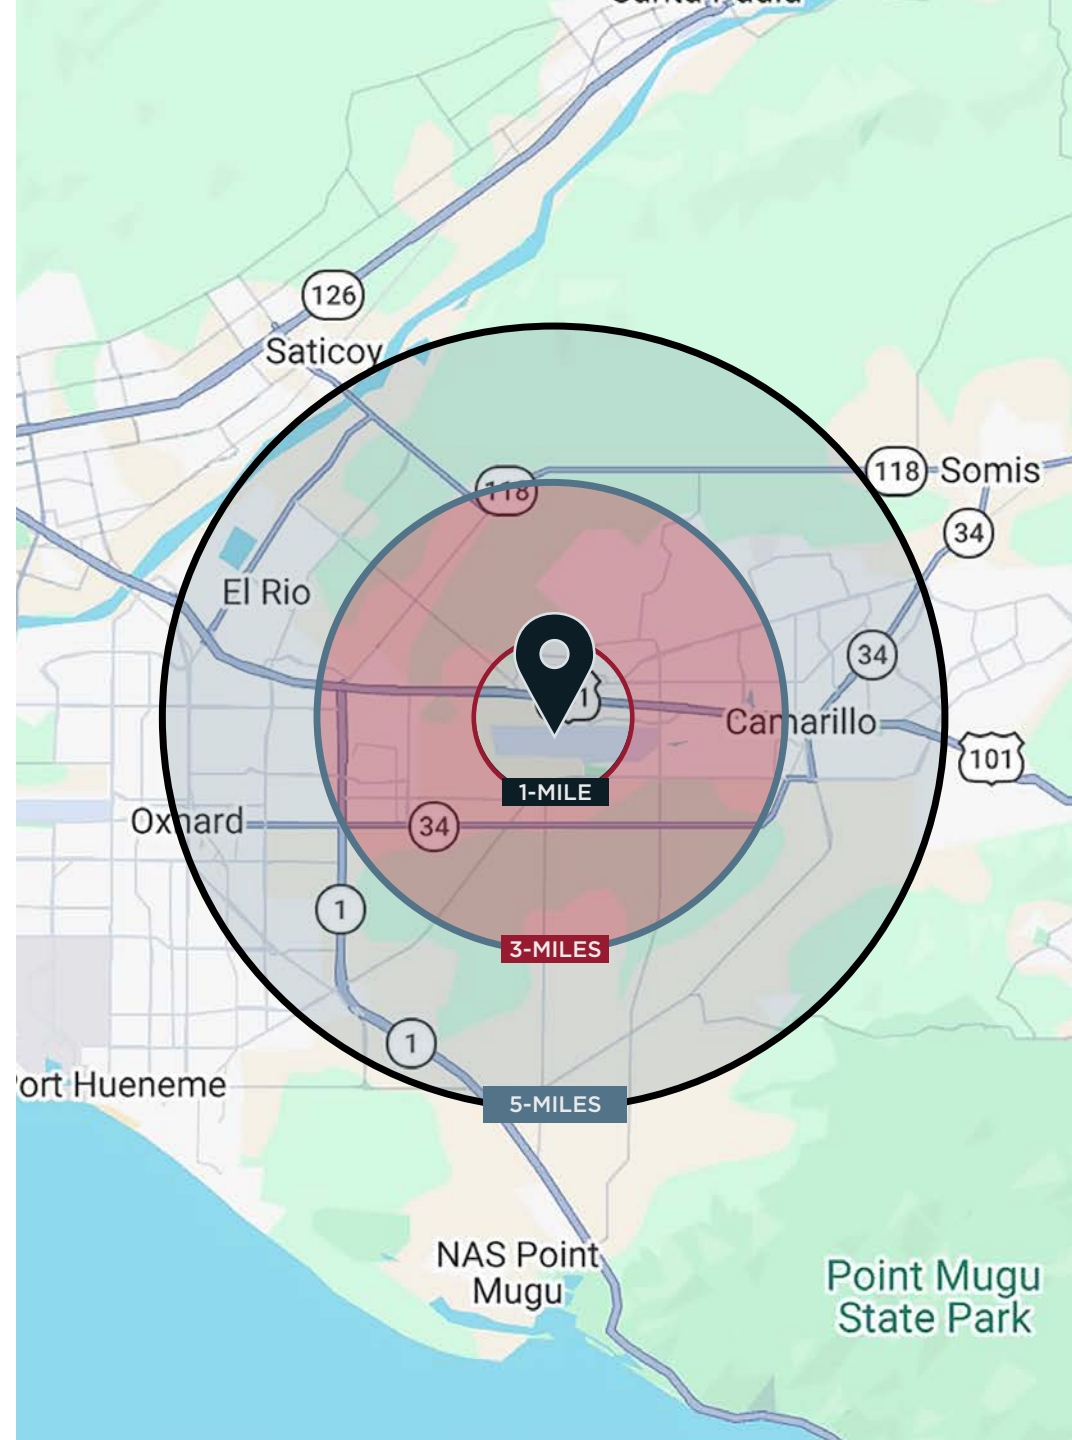 126
Saticoy
118
118
Somis
34
El Rio
34
1
Camarillo
101
1-MILE
Oxnard
34
1
3-MILES
1
ort Hueneme
5-MILES
NAS Point
Mugu
Point Mugu
State Park